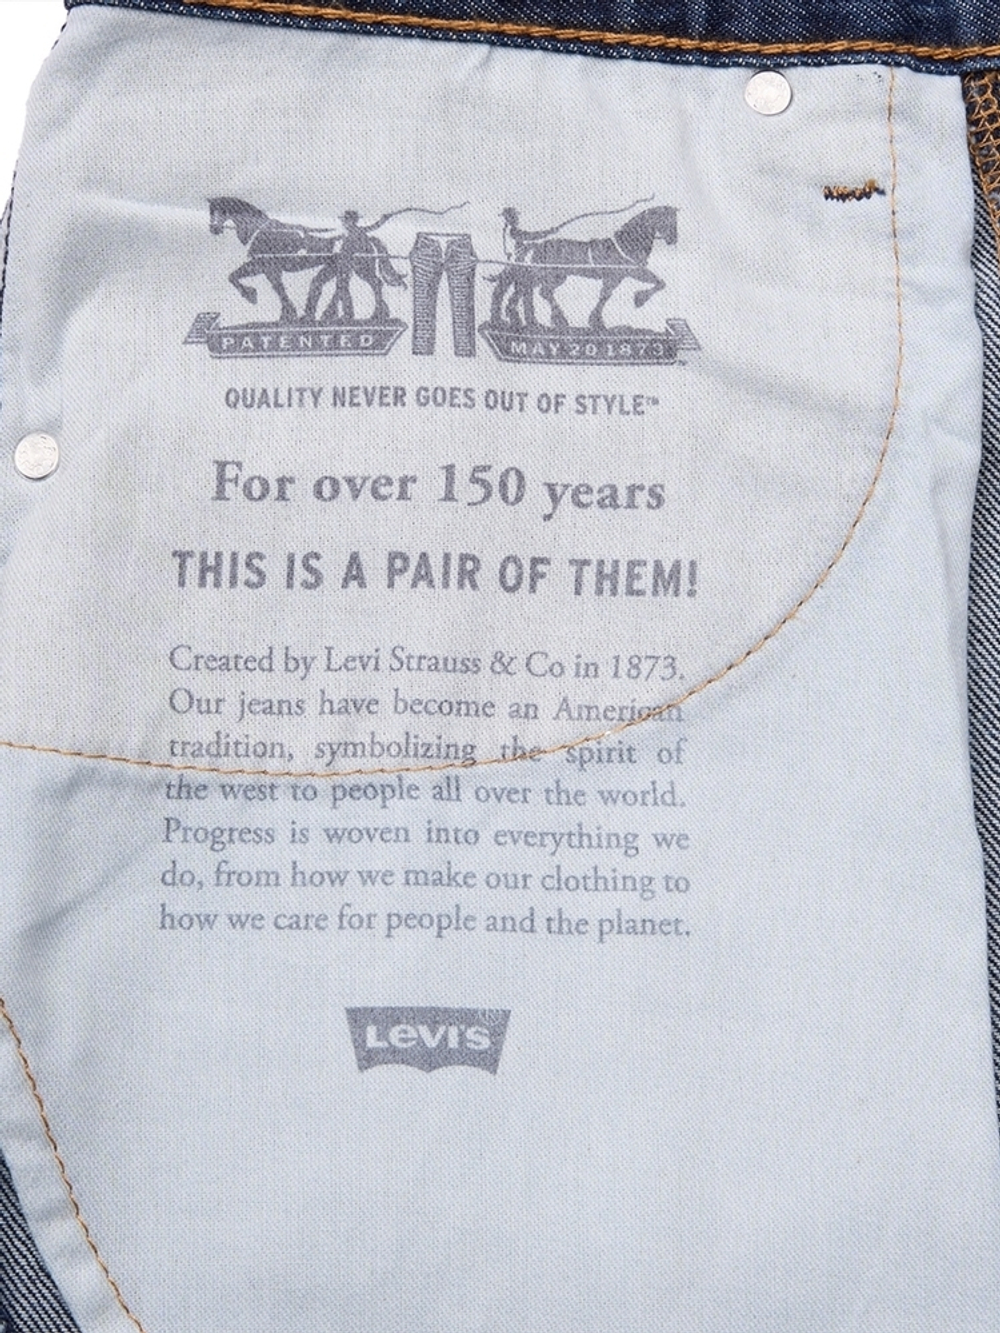 PATENTED MAY 20 1873
QUALITY NEVER GOES OUT OF STYLE™
For over 150 years
THIS IS A PAIR OF THEM!
Created by Levi Strauss & Co in 1873.
Our jeans have become an American
tradition, symbolizing the spirit of
the west to people all over the world.
Progress is woven into everything we
do, from how we make our clothing to
how we care for people and the planet.
Levi's